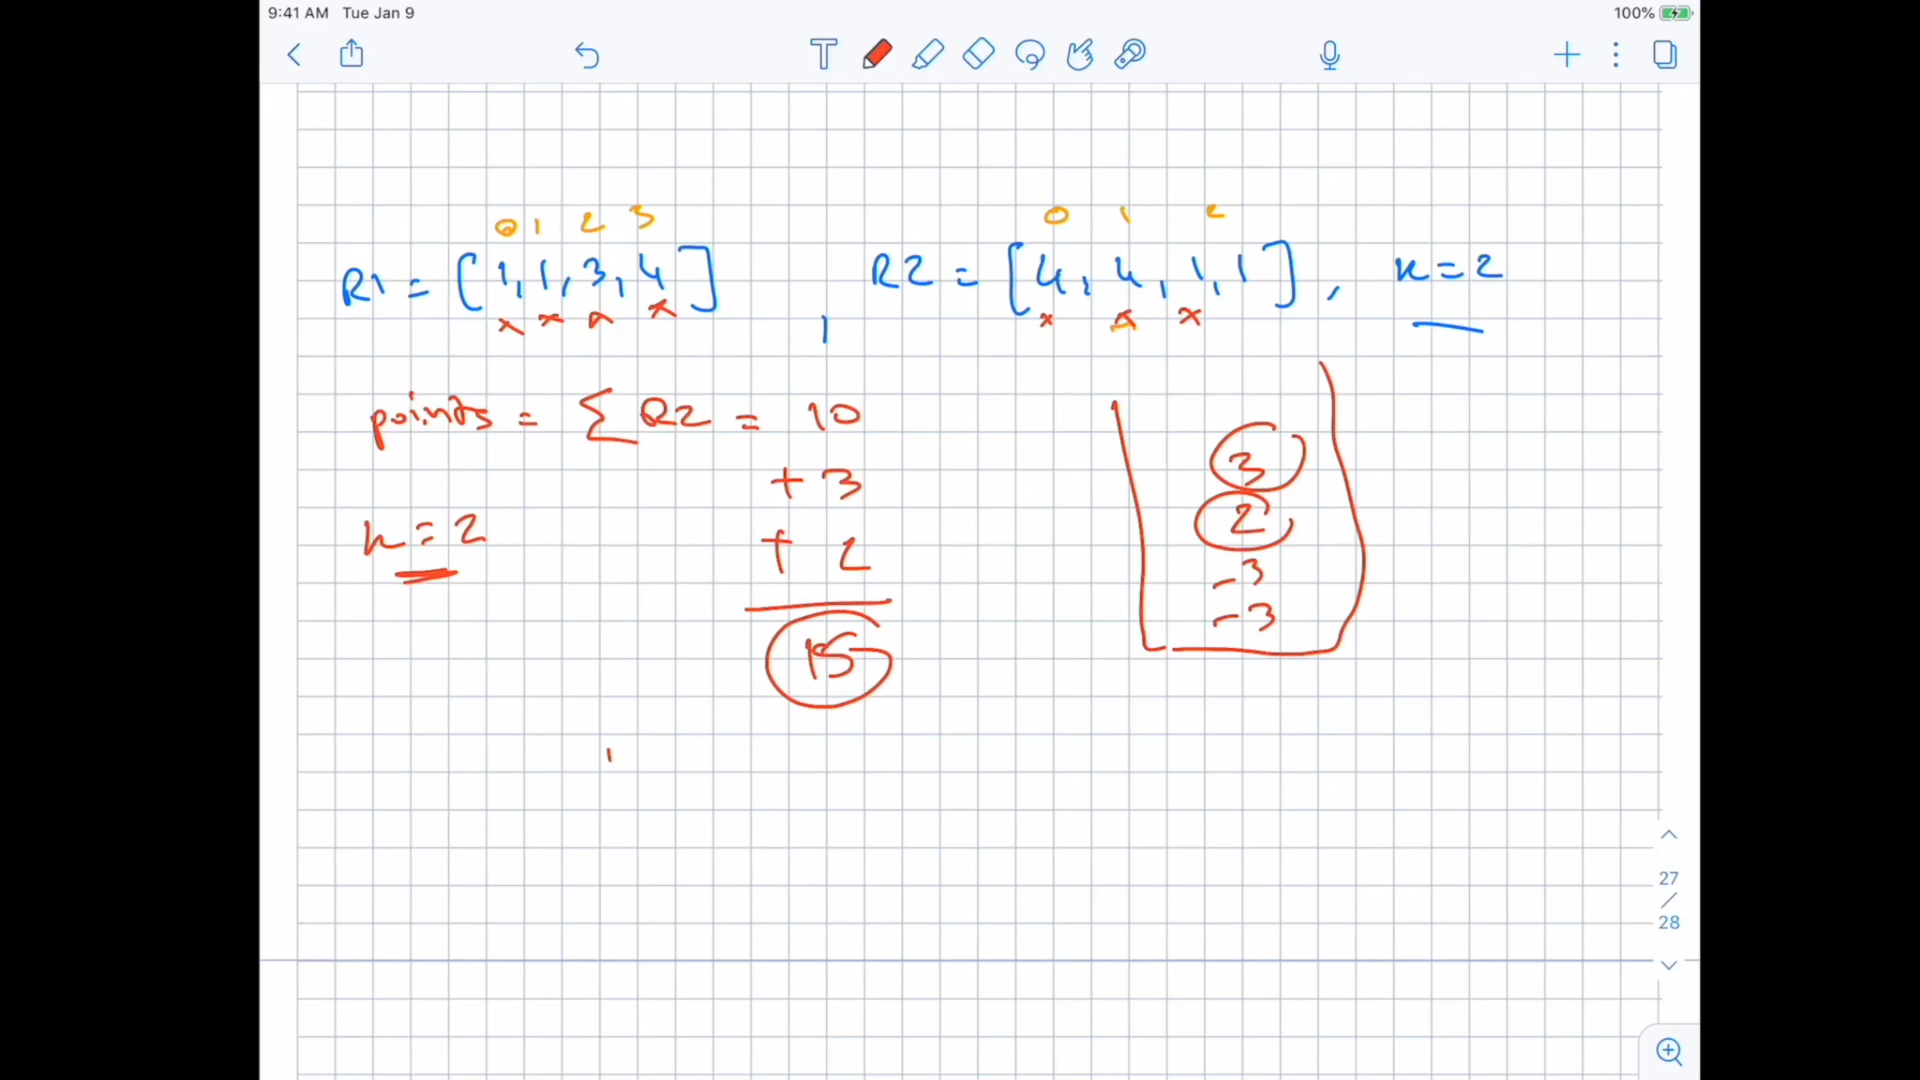 9:41 AM Tue Jan 9 100%
T
0 1 2 3 0 1 2
R1 = [1, 1, 3, 4] , R2 = [4, 4, 1, 1] , k = 2
x x x x x x x
points = Σ R2 = 10
+ 3
k = 2 + 2
15
3
2
-3
-3
27
/
28